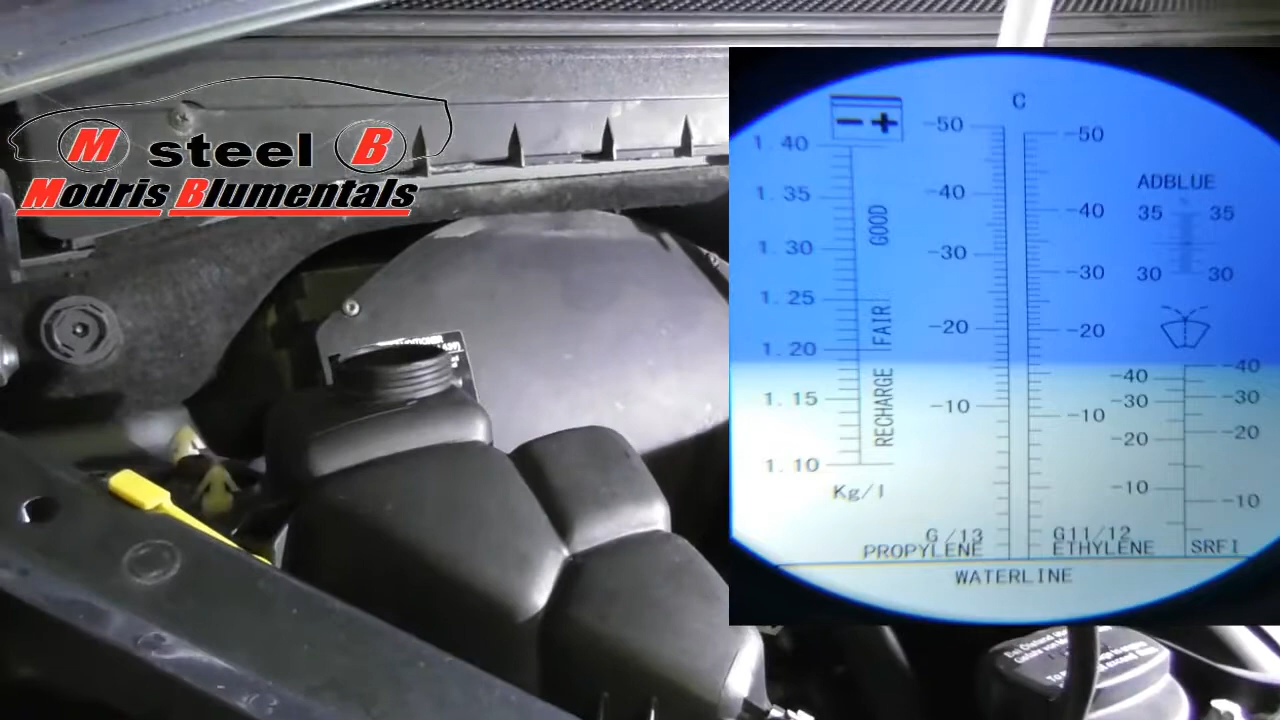 M steel B
Modris Blumentals
C
1.40
1.35
1.30
1.25
1.20
1.15
1.10
Kg/l
GOOD
FAIR
RECHARGE
-50
-40
-30
-20
-10
G /13
PROPYLENE
-50
-40
-30
-20
-10
G11/12
ETHYLENE
ADBLUE
35 35
30 30
-40
-30
-20
-10
-40
-30
-20
-10
SRFI
WATERLINE